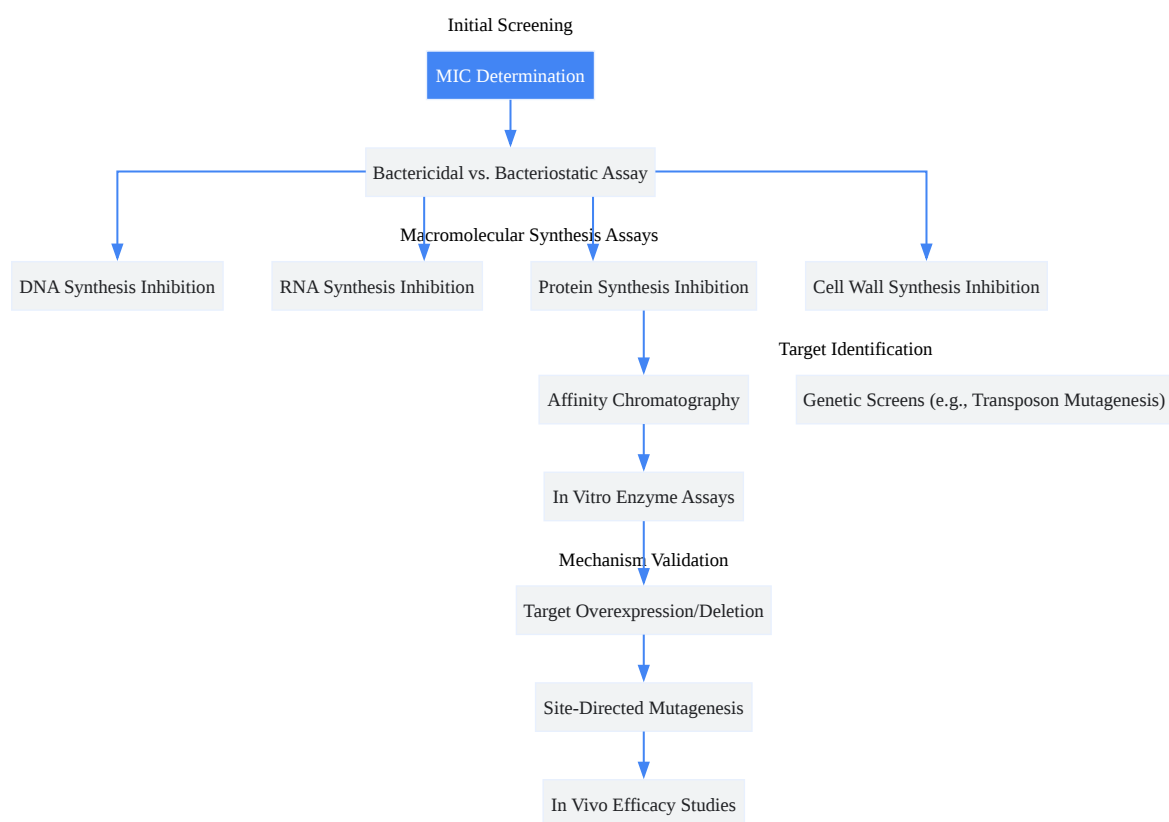 Initial Screening
MIC Determination
Bactericidal vs. Bacteriostatic Assay
Macromolecular Synthesis Assays
DNA Synthesis Inhibition
RNA Synthesis Inhibition
Protein Synthesis Inhibition
Cell Wall Synthesis Inhibition
Target Identification
Affinity Chromatography
Genetic Screens (e.g., Transposon Mutagenesis)
In Vitro Enzyme Assays
Mechanism Validation
Target Overexpression/Deletion
Site-Directed Mutagenesis
In Vivo Efficacy Studies